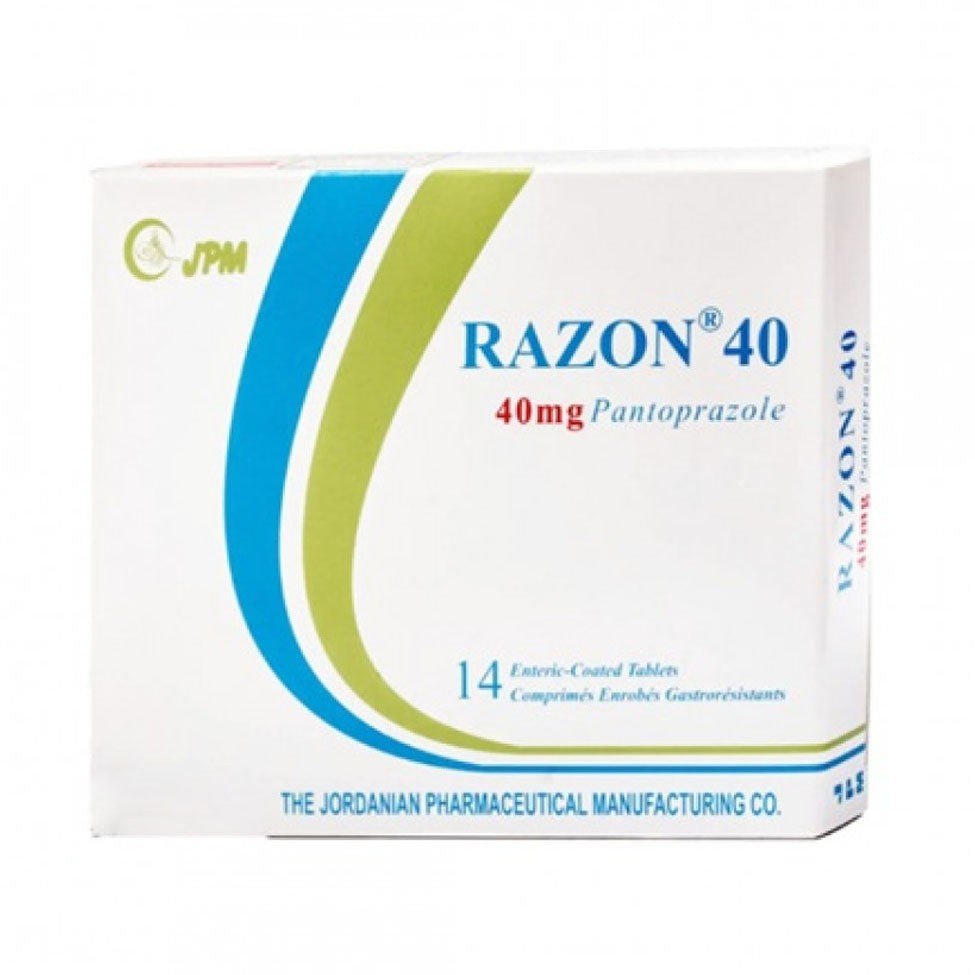 JPM
RAZON® 40
40mg Pantoprazole
14 Enteric-Coated Tablets
Comprimés Enrobés Gastrorésistants
THE JORDANIAN PHARMACEUTICAL MANUFACTURING CO.
RAZON® 40
40mg Pantoprazole